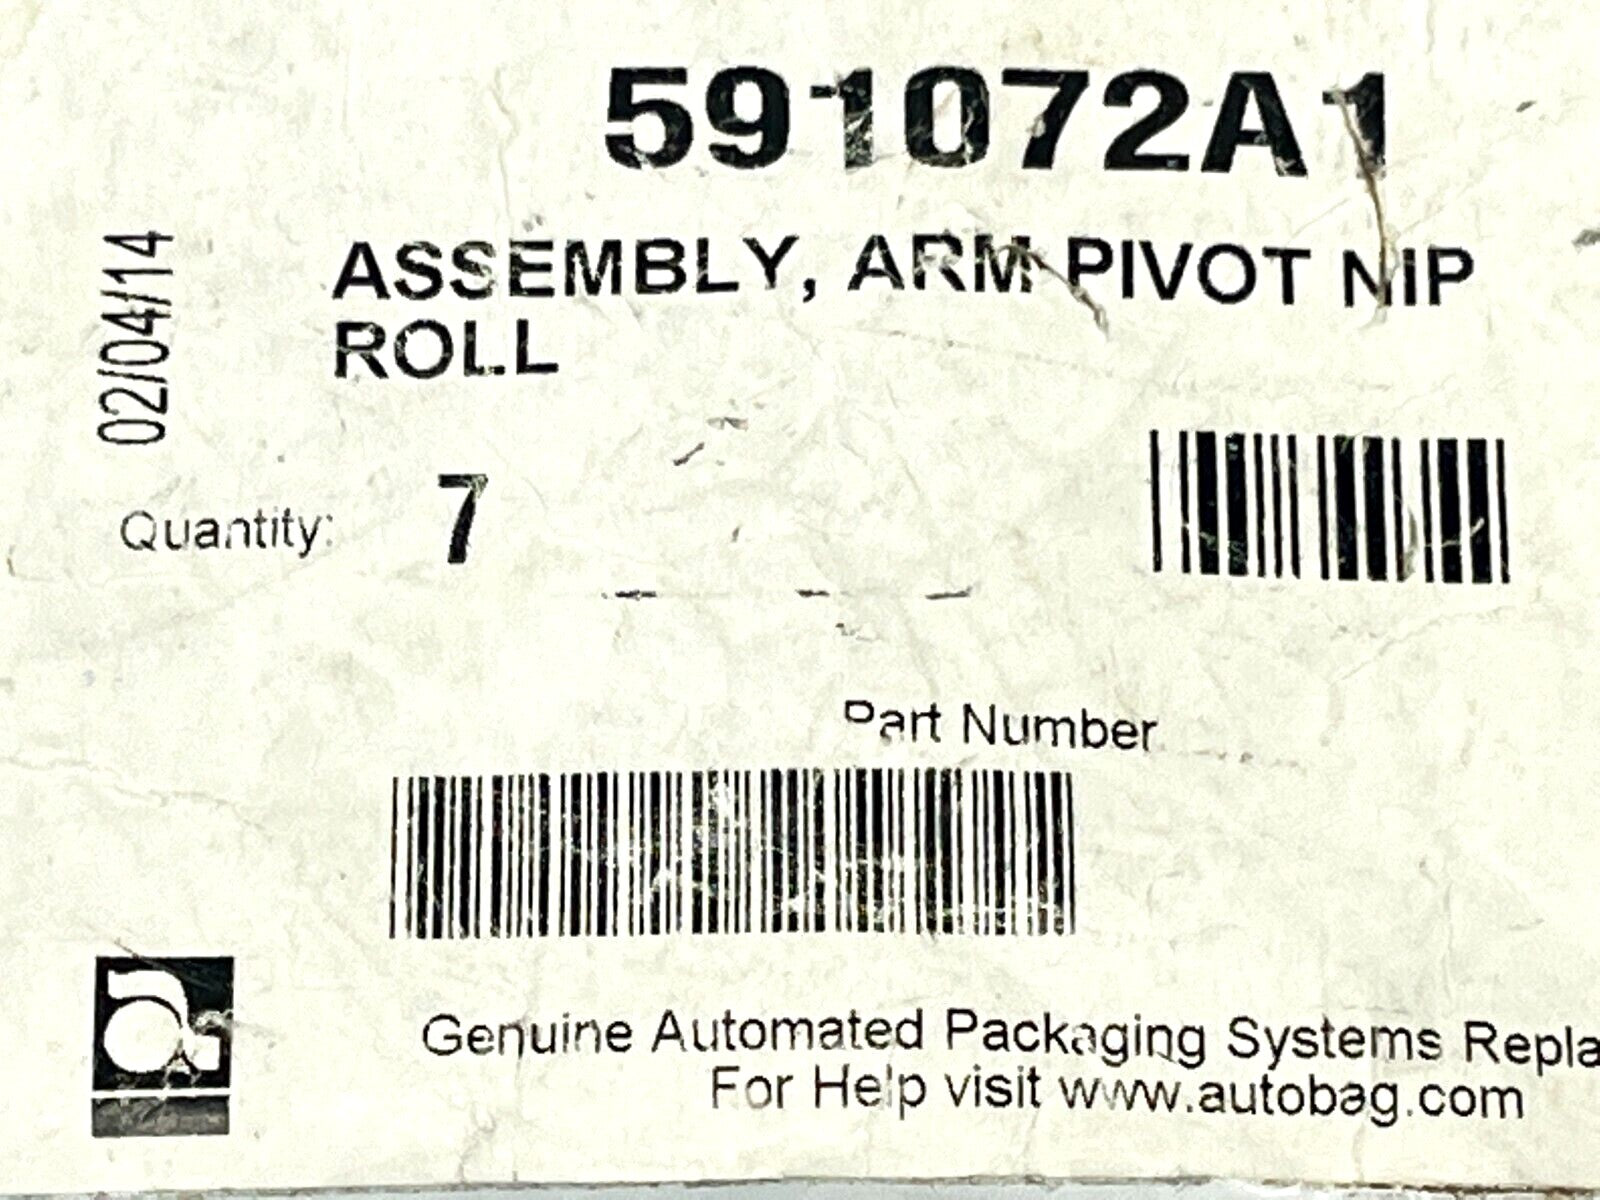 591072A1
02/04/14
ASSEMBLY, ARM PIVOT NIP
ROLL
Quantity: 7
Part Number
Genuine Automated Packaging Systems Repla
For Help visit www.autobag.com